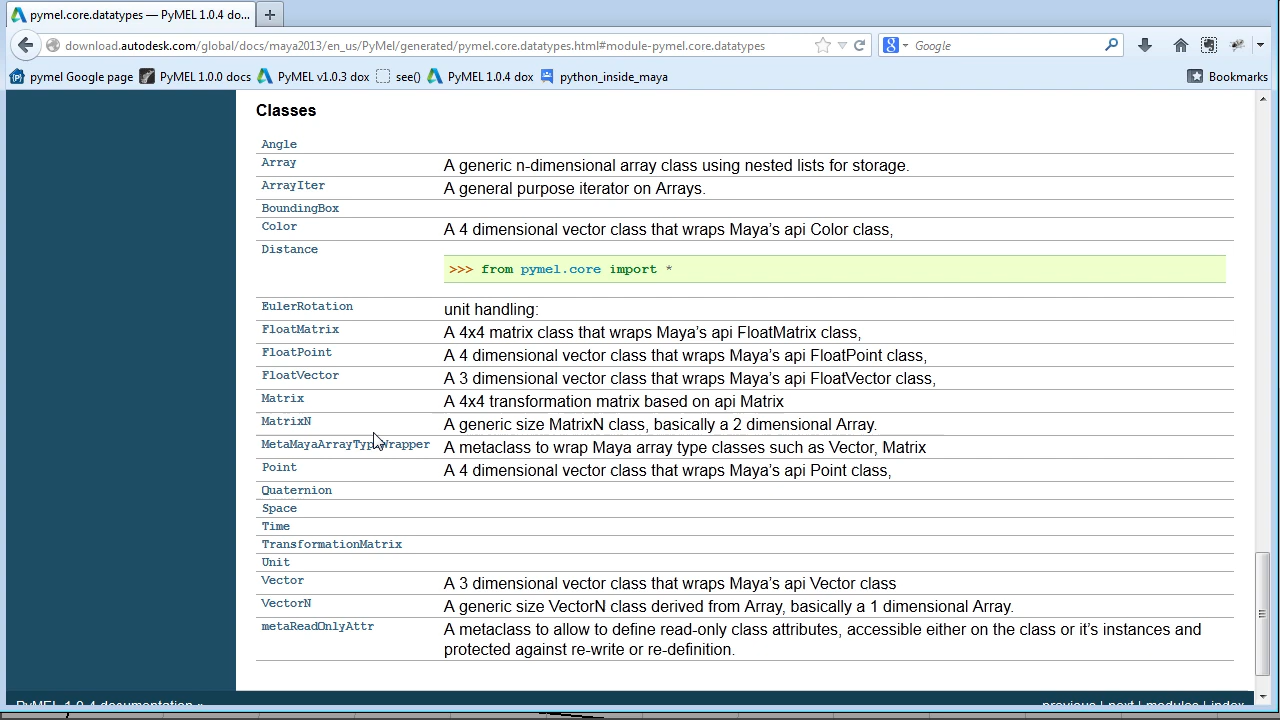 pymel.core.datatypes — PyMEL 1.0.4 do...
download.autodesk.com/global/docs/maya2013/en_us/PyMel/generated/pymel.core.datatypes.html#module-pymel.core.datatypes
Google
pymel Google page PyMEL 1.0.0 docs PyMEL v1.0.3 dox see() PyMEL 1.0.4 dox python_inside_maya Bookmarks
Classes
Angle
Array A generic n-dimensional array class using nested lists for storage.
ArrayIter A general purpose iterator on Arrays.
BoundingBox
Color A 4 dimensional vector class that wraps Maya's api Color class,
Distance
>>> from pymel.core import *
EulerRotation unit handling:
FloatMatrix A 4x4 matrix class that wraps Maya's api FloatMatrix class,
FloatPoint A 4 dimensional vector class that wraps Maya's api FloatPoint class,
FloatVector A 3 dimensional vector class that wraps Maya's api FloatVector class,
Matrix A 4x4 transformation matrix based on api Matrix
MatrixN A generic size MatrixN class, basically a 2 dimensional Array.
MetaMayaArrayTypeWrapper A metaclass to wrap Maya array type classes such as Vector, Matrix
Point A 4 dimensional vector class that wraps Maya's api Point class,
Quaternion
Space
Time
TransformationMatrix
Unit
Vector A 3 dimensional vector class that wraps Maya's api Vector class
VectorN A generic size VectorN class derived from Array, basically a 1 dimensional Array.
metaReadOnlyAttr A metaclass to allow to define read-only class attributes, accessible either on the class or it's instances and
protected against re-write or re-definition.
PyMEL 1.0.4 documentation » previous | next | modules | index